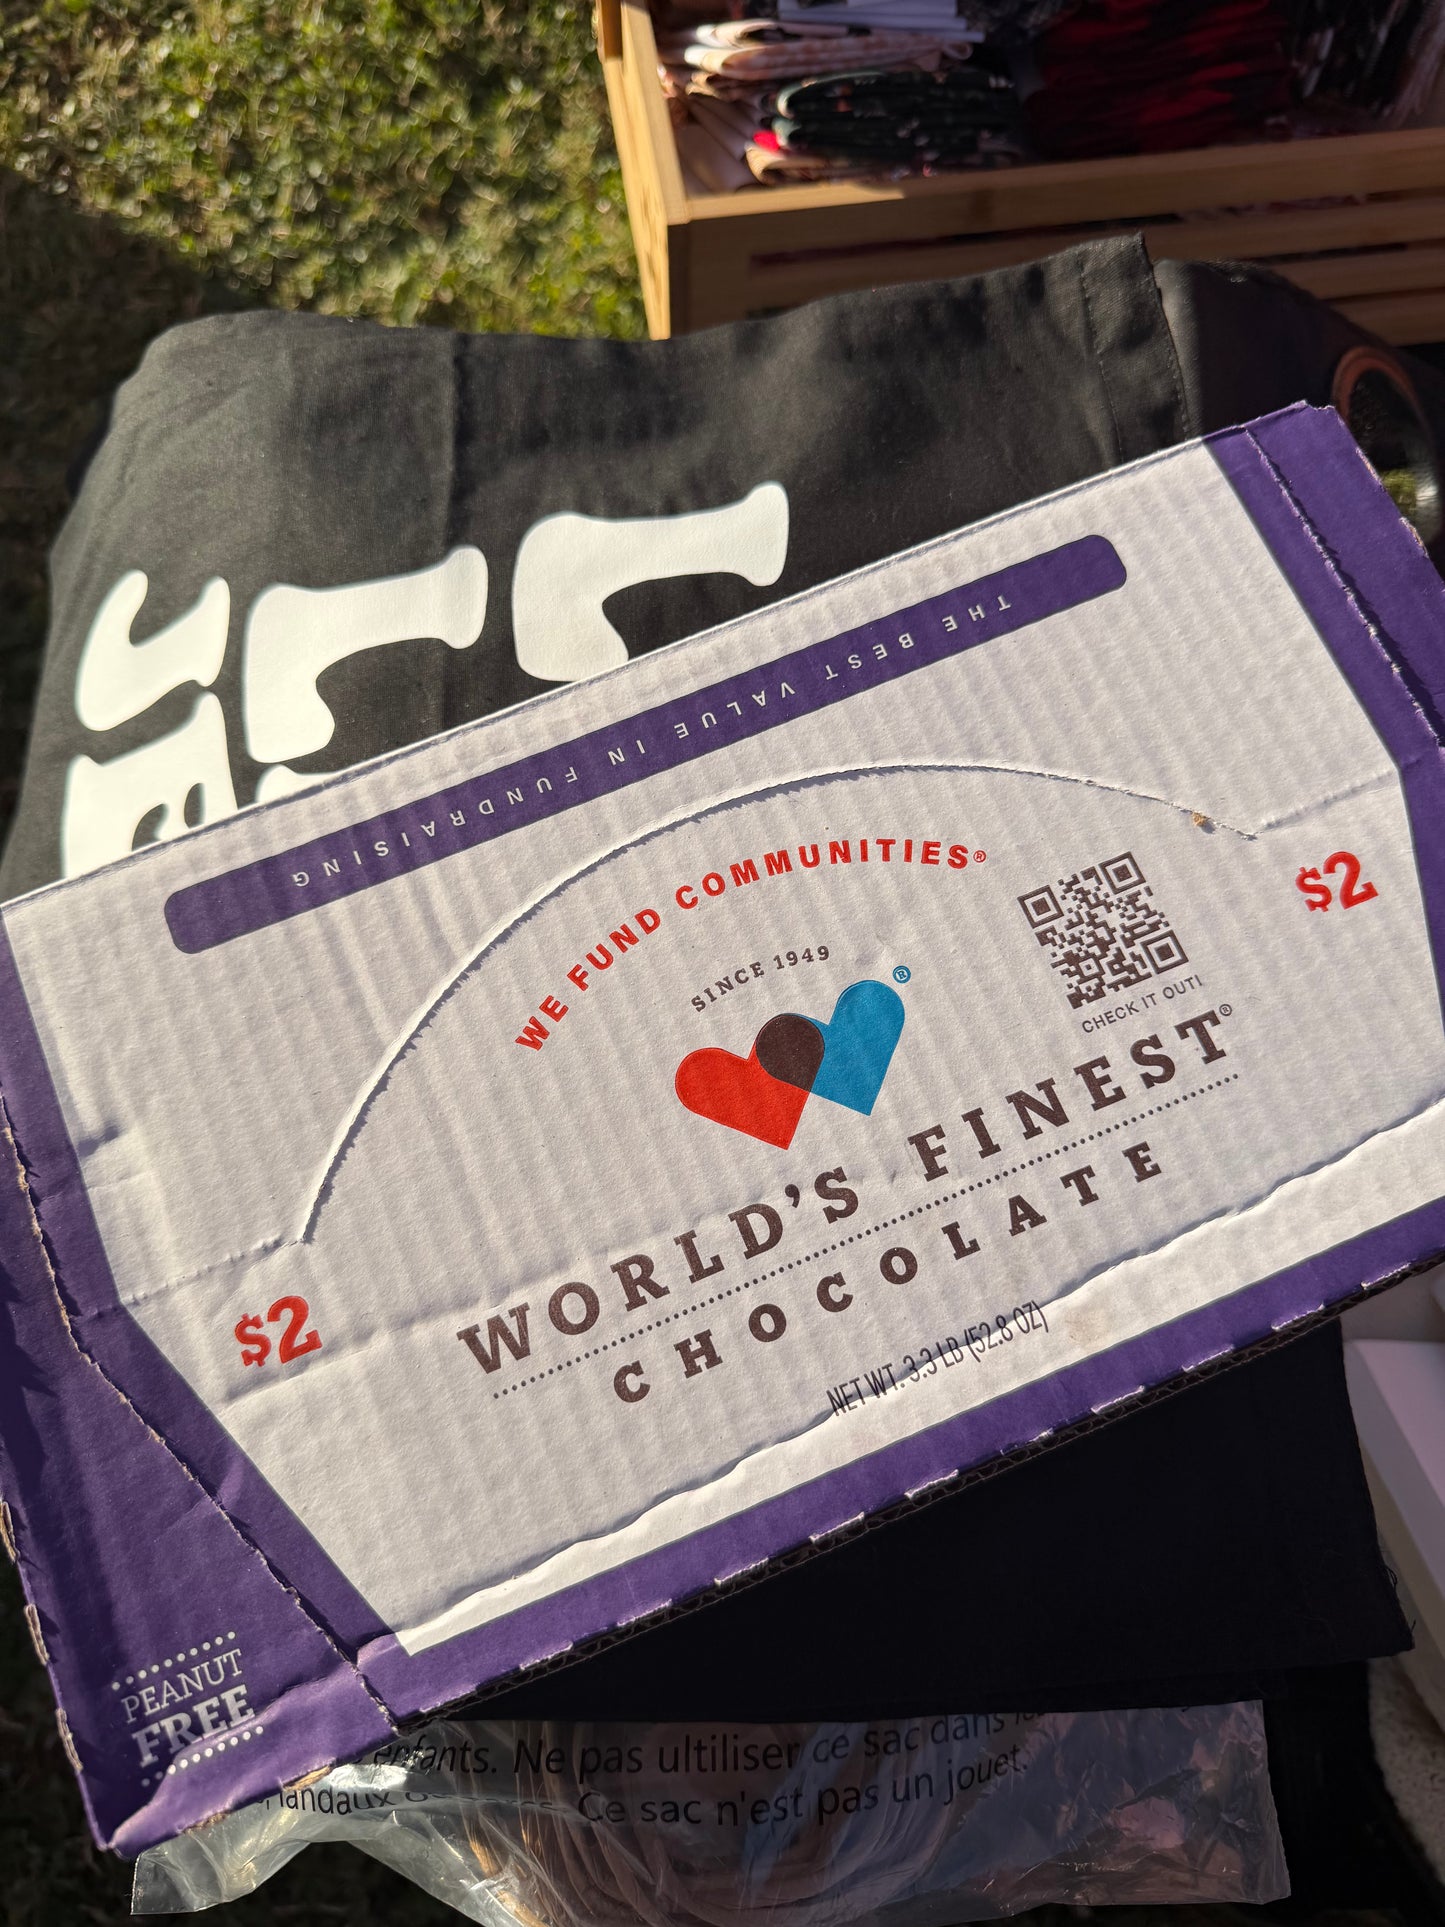 THE BEST VALUE IN FUNDRAISING
WE FUND COMMUNITIES®
SINCE 1949
®
CHECK IT OUT!
$2
WORLD'S FINEST®
CHOCOLATE
$2
NET WT. 3.3 LB (52.8 OZ)
PEANUT
FREE
enfants. Ne pas ultiliser ce sac dans
Ce sac n'est pas un jouet.